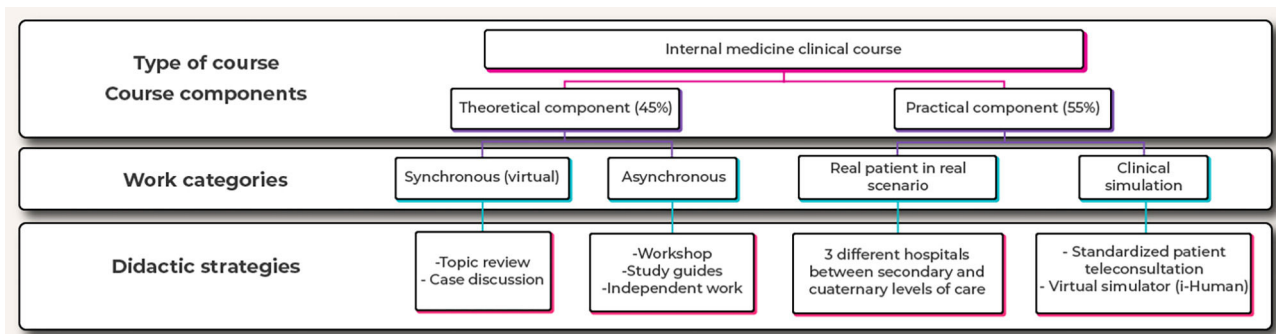 Type of course
Course components
Internal medicine clinical course
Theoretical component (45%)
Practical component (55%)
Work categories
Synchronous (virtual)
Asynchronous
Real patient in real
scenario
Clinical
simulation
Didactic strategies
-Topic review
- Case discussion
-Workshop
-Study guides
-Independent work
3 different hospitals
between secondary and
cuaternary levels of care
- Standardized patient
teleconsultation
- Virtual simulator (i-Human)